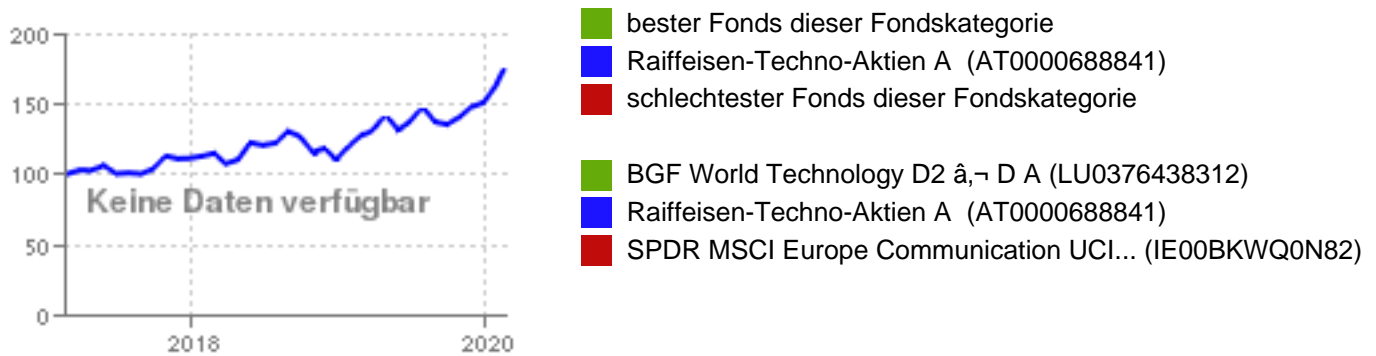 200
150
100
50
0
2018
2020
Keine Daten verfügbar
bester Fonds dieser Fondskategorie
Raiffeisen-Techno-Aktien A (AT0000688841)
schlechtester Fonds dieser Fondskategorie
BGF World Technology D2 â‚¬ D A (LU0376438312)
Raiffeisen-Techno-Aktien A (AT0000688841)
SPDR MSCI Europe Communication UCI... (IE00BKWQ0N82)